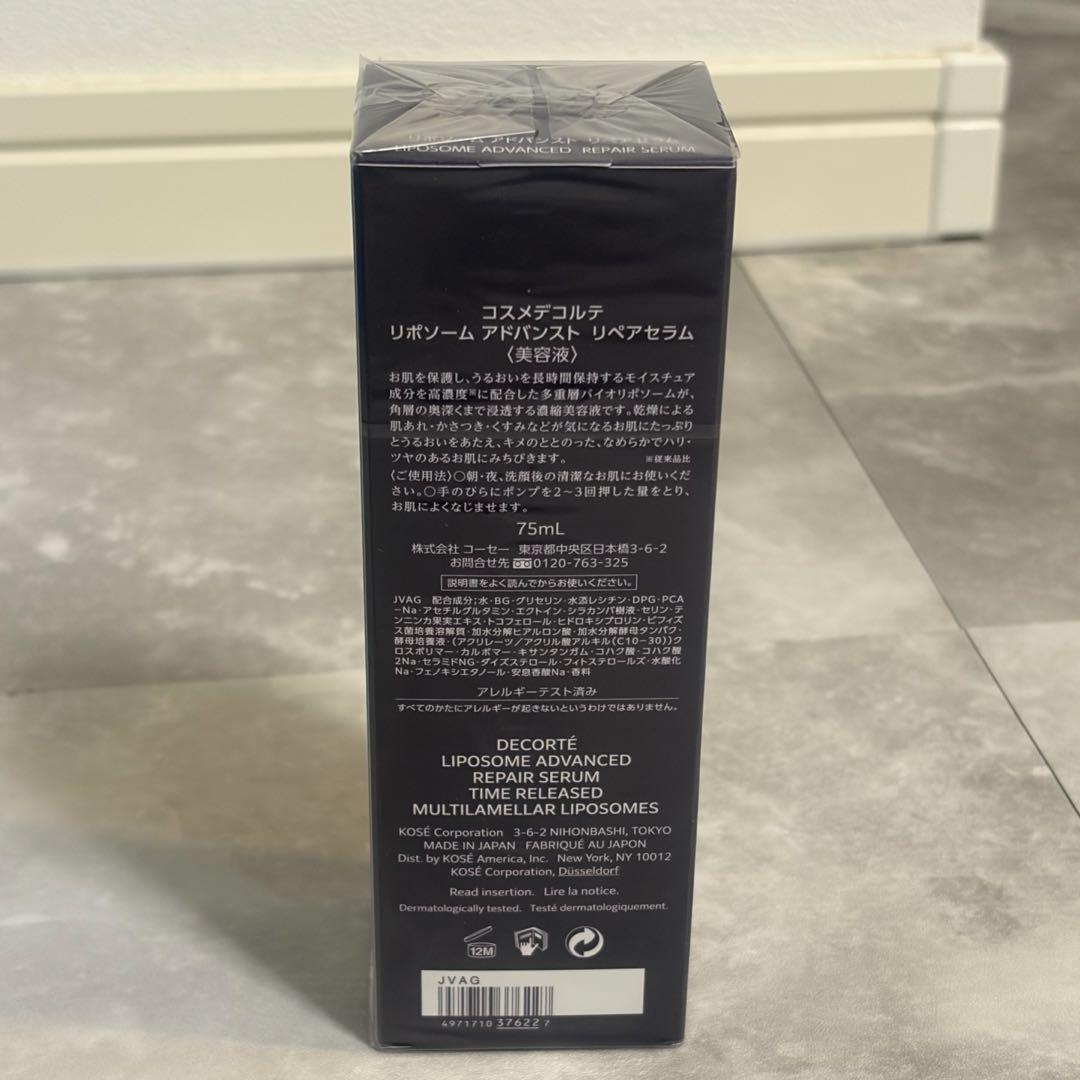 リポソーム アドバンスト リペアセラム
LIPOSOME ADVANCED REPAIR SERUM
コスメデコルテ
リポソーム アドバンスト リペアセラム
〈美容液〉
お肌を保護し、うるおいを長時間保持するモイスチュア
成分を高濃度※に配合した多重層バイオリポソームが、
角層の奥深くまで浸透する濃縮美容液です。乾燥による
肌あれ・かさつき・くすみなどが気になるお肌にたっぷり
とうるおいをあたえ、キメのととのった、なめらかでハリ・
ツヤのあるお肌にみちびきます。 ※従来品比
〈ご使用法〉○朝・夜、洗顔後の清潔なお肌にお使いくだ
さい。○手のひらにポンプを2～3回押した量をとり、
お肌によくなじませます。
75mL
株式会社 コーセー 東京都中央区日本橋3-6-2
お問合せ先 0120-763-325
説明書をよく読んでからお使いください。
JVAG 配合成分；水・BG・グリセリン・水添レシチン・DPG・PCA
-Na・アセチルグルタミン・エクトイン・シラカンバ樹液・セリン・テ
ンニンカ果実エキス・トコフェロール・ヒドロキシプロリン・ビフィズ
ス菌培養溶解質・加水分解ヒアルロン酸・加水分解酵母タンパク・
酵母培養液・（アクリレーツ／アクリル酸アルキル(C10-30)）ク
ロスポリマー・カルボマー・キサンタンガム・コハク酸・コハク酸
2Na・セラミドNG・ダイズステロール・フィトステロールズ・水酸化
Na・フェノキシエタノール・安息香酸Na・香料
アレルギーテスト済み
すべてのかたにアレルギーが起きないというわけではありません。
DECORTÉ
LIPOSOME ADVANCED
REPAIR SERUM
TIME RELEASED
MULTILAMELLAR LIPOSOMES
KOSÉ Corporation 3-6-2 NIHONBASHI, TOKYO
MADE IN JAPAN FABRIQUÉ AU JAPON
Dist. by KOSÉ America, Inc. New York, NY 10012
KOSÉ Corporation, Düsseldorf
Read insertion. Lire la notice.
Dermatologically tested. Testé dermatologiquement.
12M
JVAG
4971710 37622 7